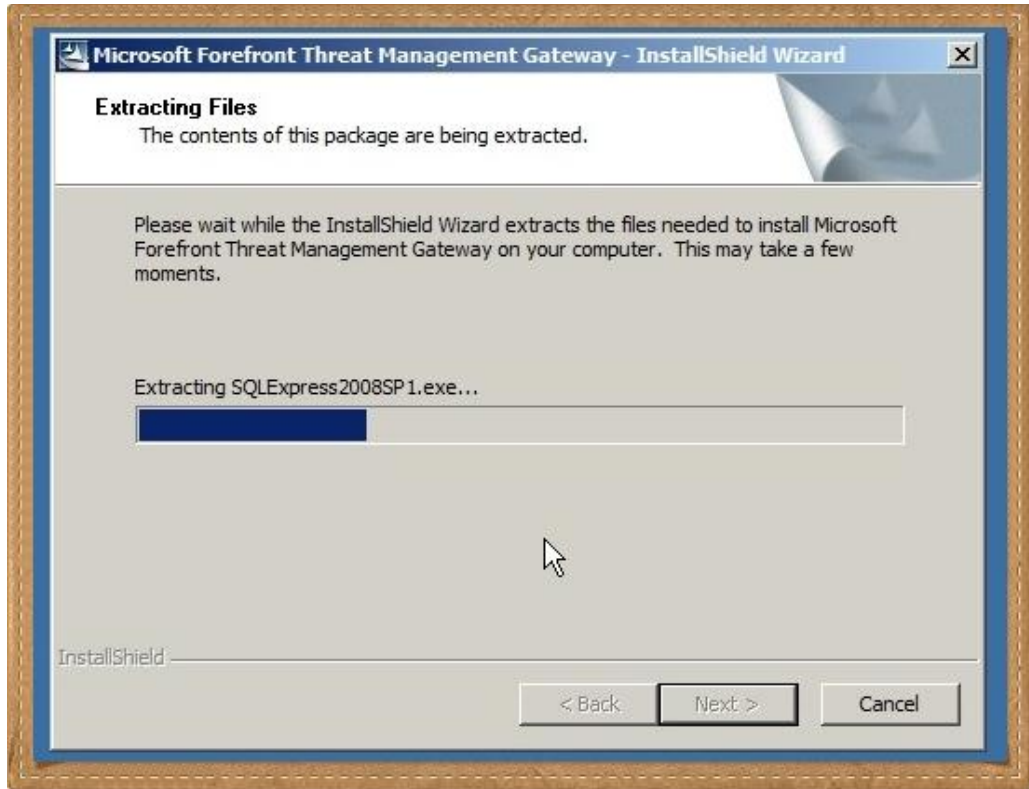 Microsoft Forefront Threat Management Gateway - InstallShield Wizard
Extracting Files
The contents of this package are being extracted.
Please wait while the InstallShield Wizard extracts the files needed to install Microsoft
Forefront Threat Management Gateway on your computer.  This may take a few
moments.
Extracting SQLExpress2008SP1.exe...
InstallShield
< Back
Next >
Cancel